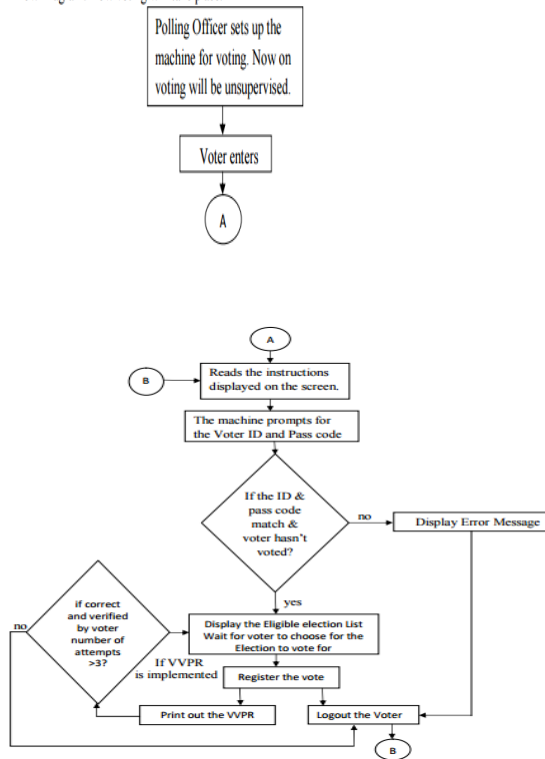 Polling Officer sets up the
machine for voting. Now on
voting will be unsupervised.
Voter enters
A
A
B
Reads the instructions
displayed on the screen.
The machine prompts for
the Voter ID and Pass code
If the ID &
pass code
match &
voter hasn't
voted?
no
Display Error Message
yes
if correct
and verified
by voter
number of
attempts
>3?
no
Display the Eligible election List
Wait for voter to choose for the
Election to vote for
If VVPR
is implemented
Register the vote
Print out the VVPR
Logout the Voter
B